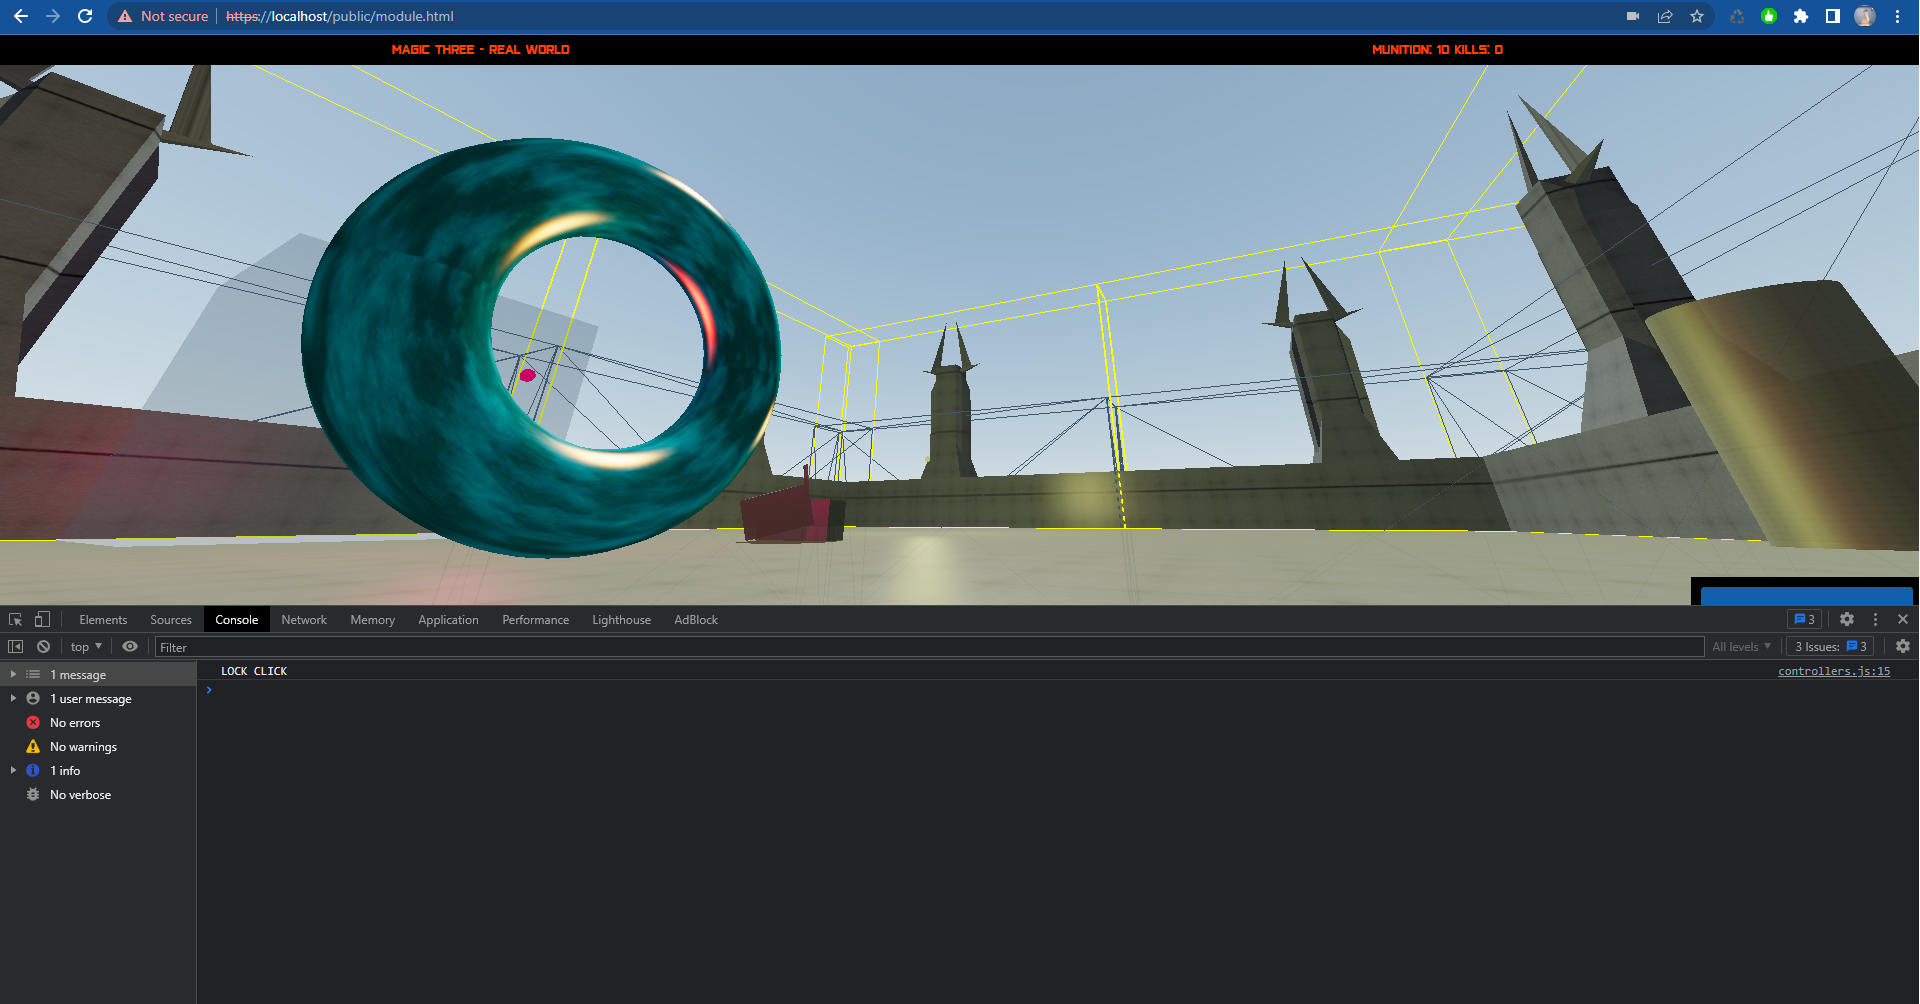 Not secure https://localhost/public/module.html
MAGIC THREE - REAL WORLD MUNITION: 10 KILLS: 0
Elements Sources Console Network Memory Application Performance Lighthouse AdBlock 3
top Filter All levels 3 Issues: 3
1 message LOCK CLICK controllers.js:15
1 user message
No errors
No warnings
1 info
No verbose